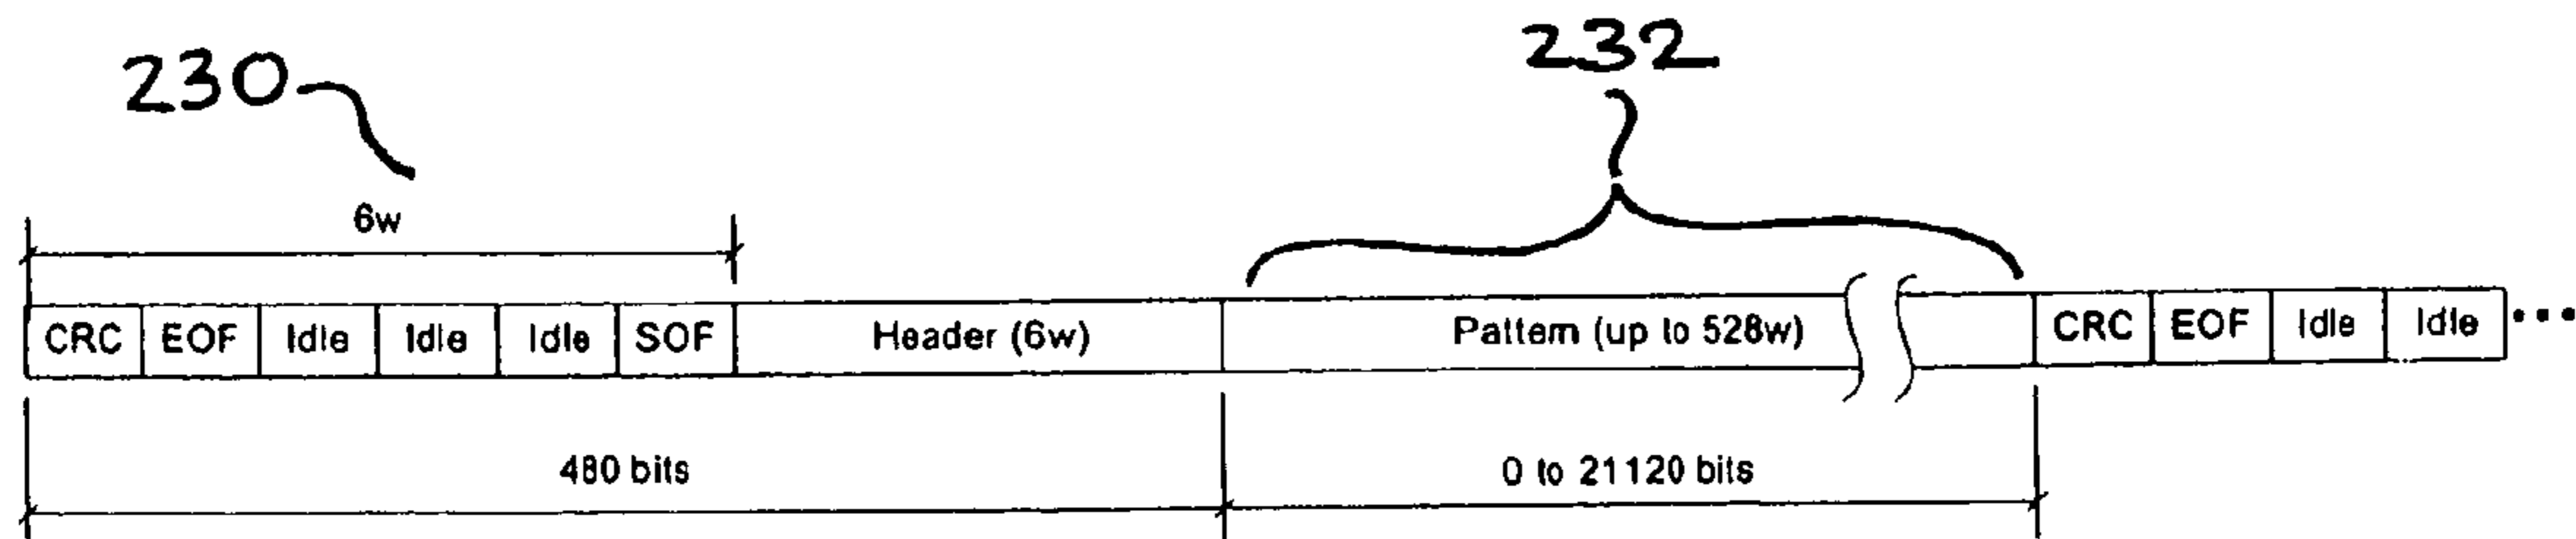 230
232
6w
CRC EOF Idle Idle Idle SOF Header (6w) Pattern (up to 528w) CRC EOF Idle Idle •••
480 bits 0 to 21120 bits